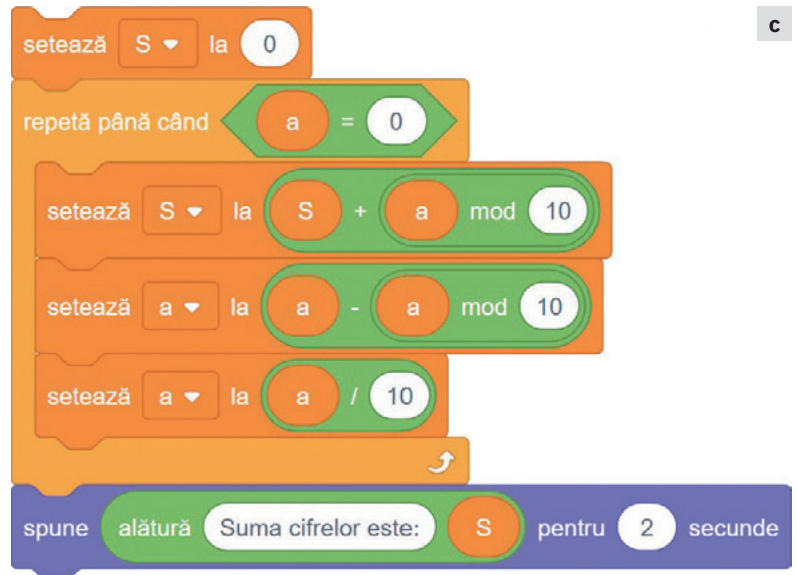 c
setează S la 0
repetă până când a = 0
setează S la S + a mod 10
setează a la a - a mod 10
setează a la a / 10
spune alătură Suma cifrelor este: S pentru 2 secunde